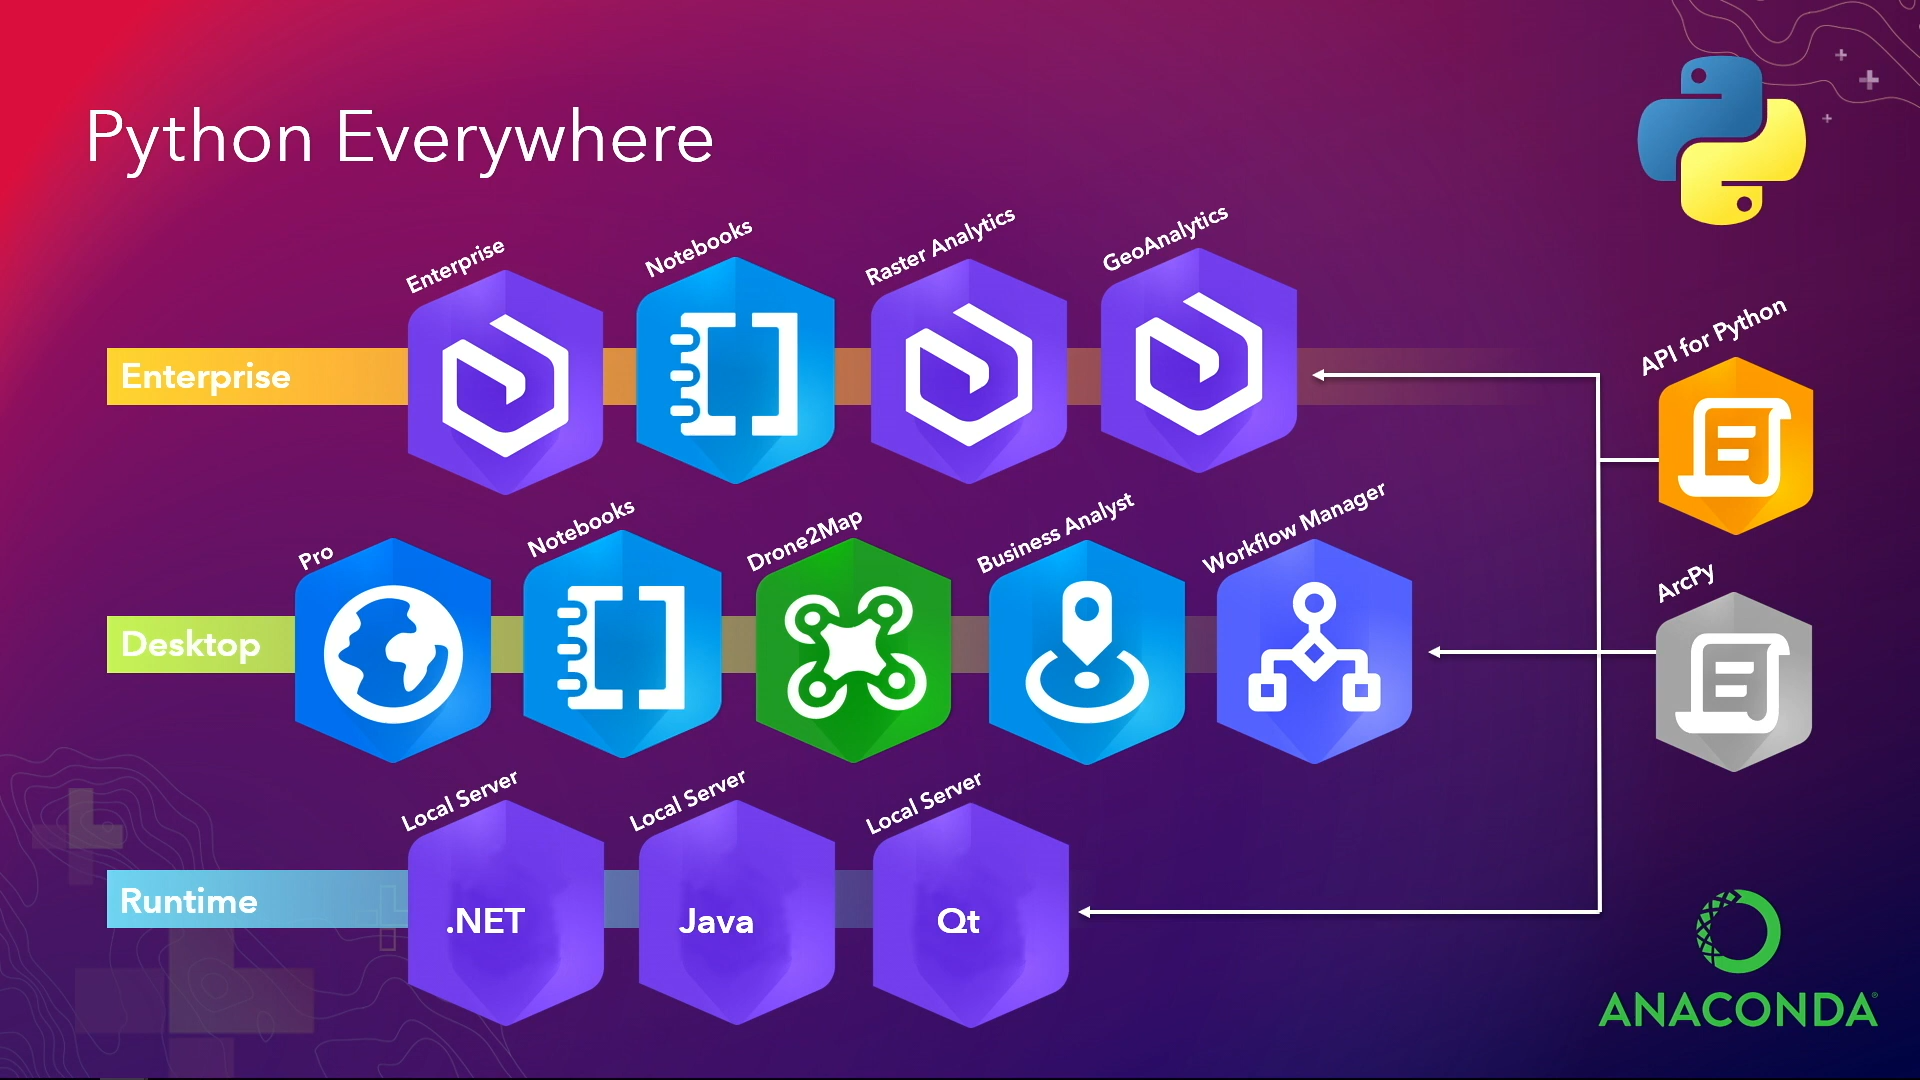 Python Everywhere
Enterprise
Notebooks
Raster Analytics
GeoAnalytics
Enterprise
API for Python
Pro
Notebooks
Drone2Map
Business Analyst
Workflow Manager
Desktop
ArcPy
Local Server
Local Server
Local Server
Runtime
.NET
Java
Qt
ANACONDA®